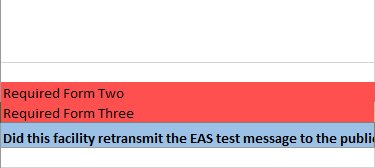 Required Form Two
Required Form Three
Did this facility retransmit the EAS test message to the public